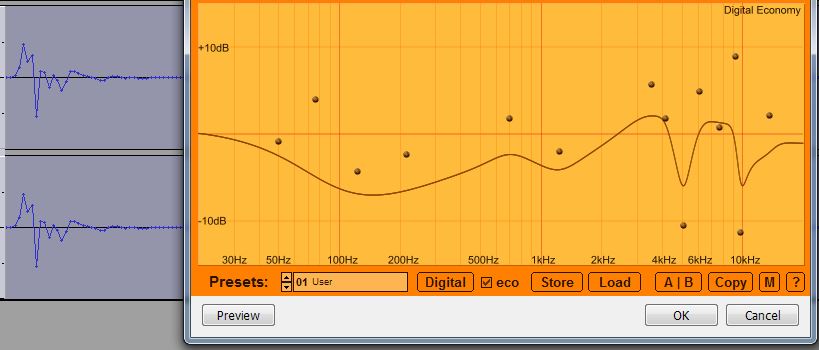 Digital Economy
+10dB
-10dB
30Hz 50Hz 100Hz 200Hz 500Hz 1kHz 2kHz 4kHz 6kHz 10kHz
Presets: 01 User Digital eco Store Load A | B Copy M ?
Preview OK Cancel